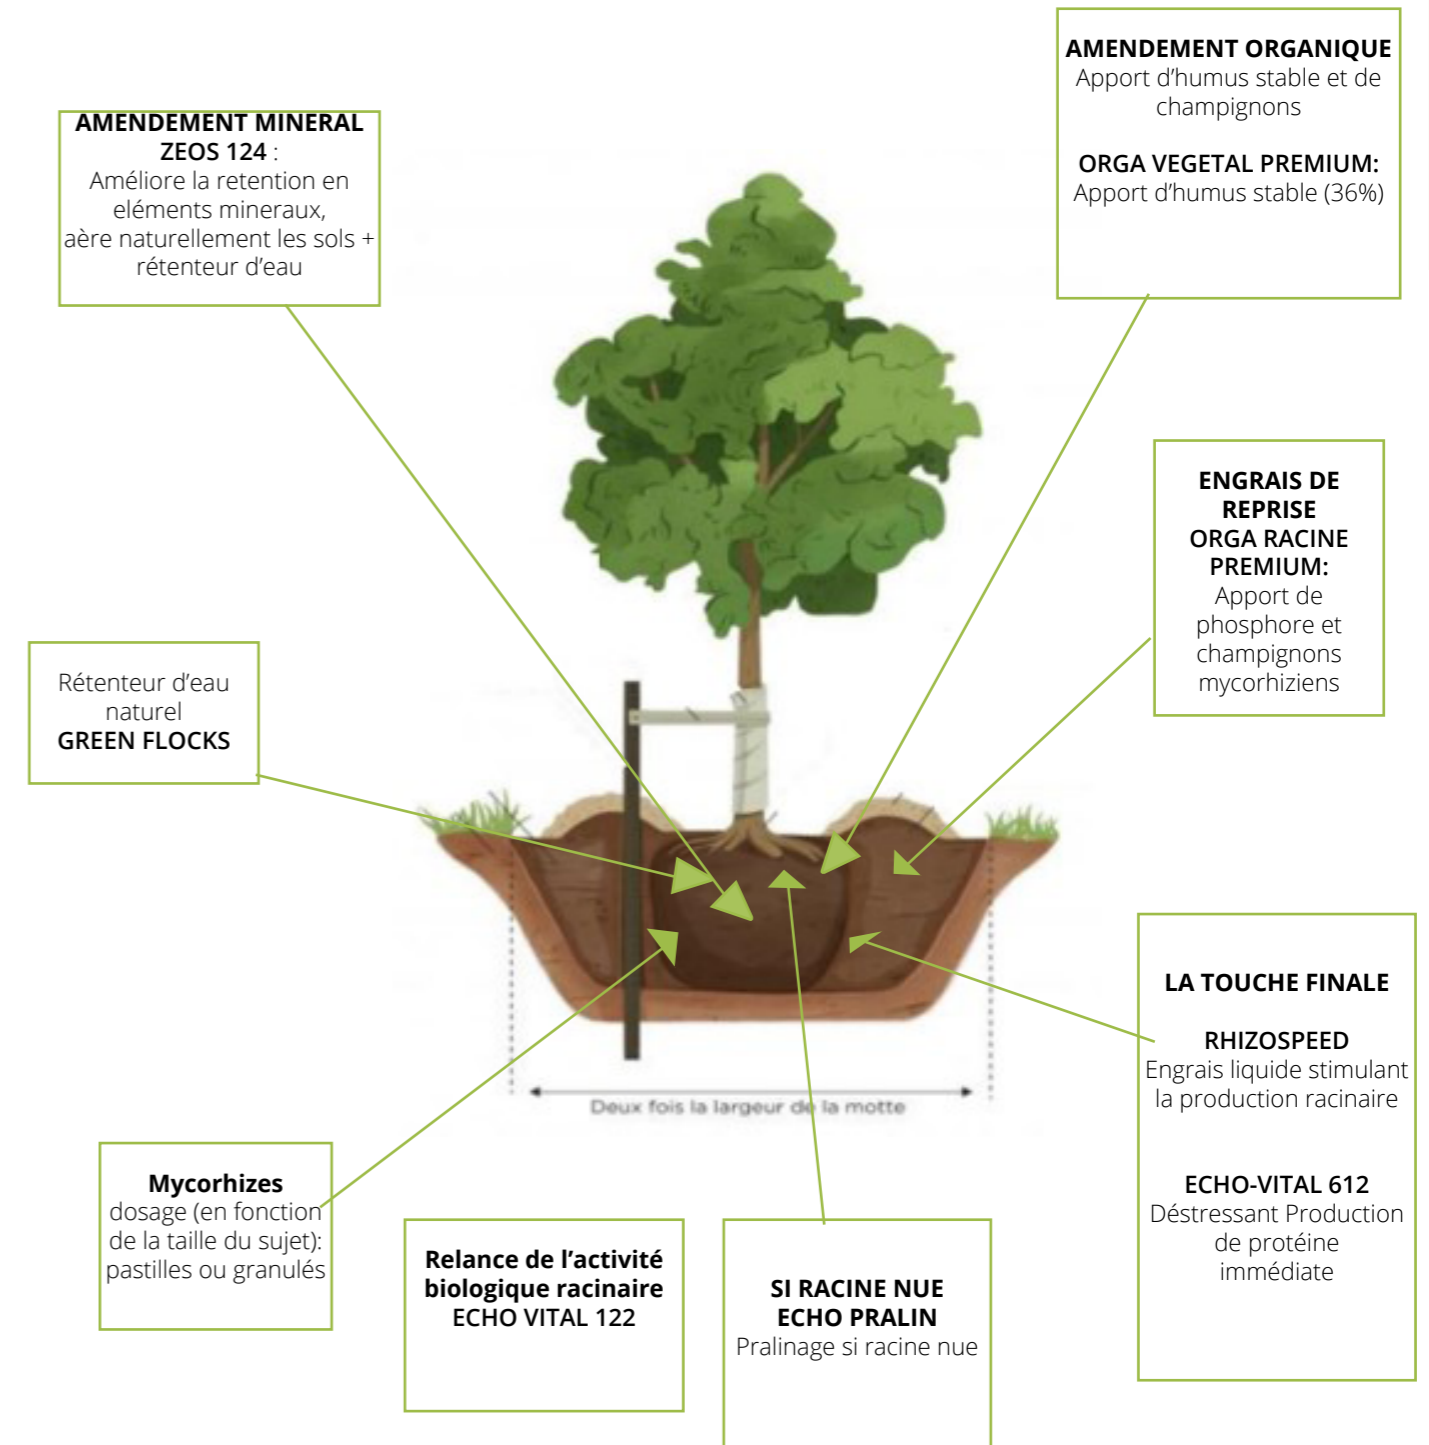 AMENDEMENT ORGANIQUE
Apport d'humus stable et de
champignons
ORGA VEGETAL PREMIUM:
Apport d'humus stable (36%)
AMENDEMENT MINERAL
ZEOS 124 :
Améliore la retention en
eléments mineraux,
aère naturellement les sols +
rétenteur d'eau
ENGRAIS DE
REPRISE
ORGA RACINE
PREMIUM:
Apport de
phosphore et
champignons
mycorhiziens
Rétenteur d'eau
naturel
GREEN FLOCKS
LA TOUCHE FINALE
RHIZOSPEED
Engrais liquide stimulant
la production racinaire
ECHO-VITAL 612
Déstressant Production
de protéine
immédiate
Deux fois la largeur de la motte
Mycorhizes
dosage (en fonction
de la taille du sujet):
pastilles ou granulés
Relance de l'activité
biologique racinaire
ECHO VITAL 122
SI RACINE NUE
ECHO PRALIN
Pralinage si racine nue